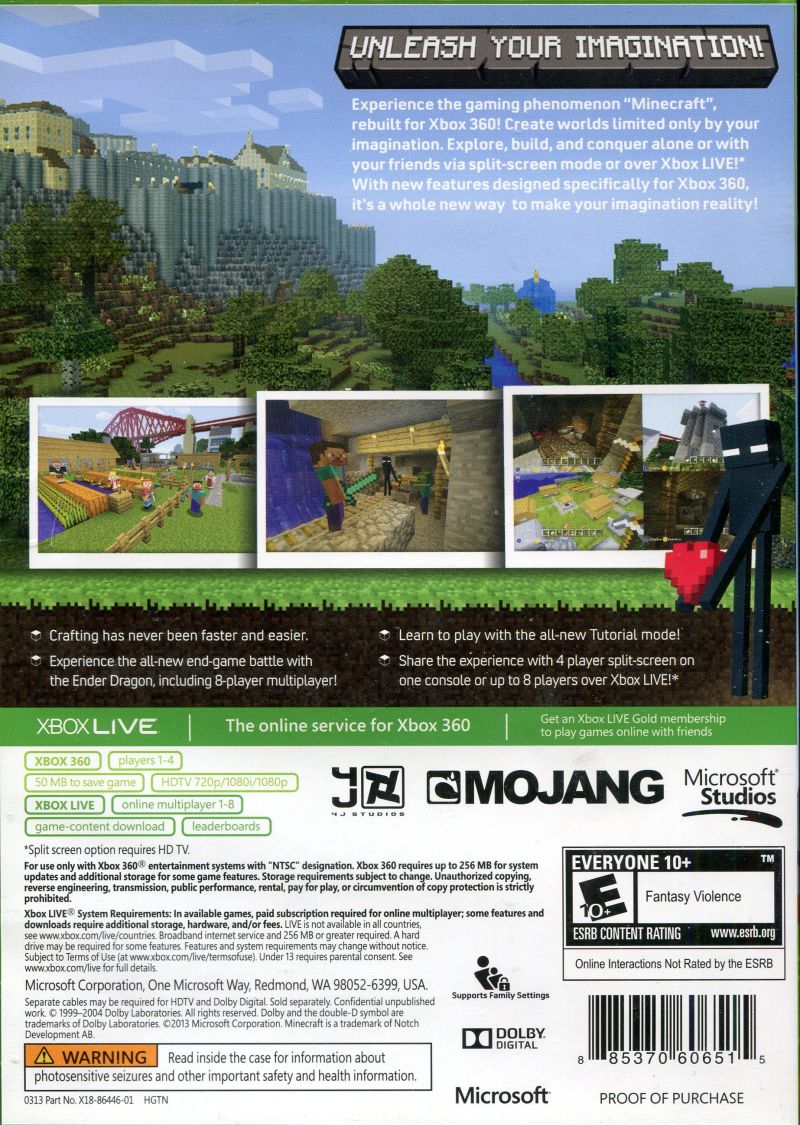 UNLEASH YOUR IMAGINATION!
Experience the gaming phenomenon "Minecraft",
rebuilt for Xbox 360! Create worlds limited only by your
imagination. Explore, build, and conquer alone or with
your friends via split-screen mode or over Xbox LIVE!*
With new features designed specifically for Xbox 360,
it's a whole new way to make your imagination reality!
Crafting has never been faster and easier.
Experience the all-new end-game battle with
the Ender Dragon, including 8-player multiplayer!
Learn to play with the all-new Tutorial mode!
Share the experience with 4 player split-screen on
one console or up to 8 players over Xbox LIVE!*
XBOX LIVE
The online service for Xbox 360
Get an Xbox LIVE Gold membership
to play games online with friends
XBOX 360 players 1-4
50 MB to save game HDTV 720p/1080i/1080p
XBOX LIVE online multiplayer 1-8
game-content download leaderboards
4J
4J STUDIOS
MOJANG
Microsoft®
Studios
*Split screen option requires HD TV.
For use only with Xbox 360® entertainment systems with "NTSC" designation. Xbox 360 requires up to 256 MB for system
updates and additional storage for some game features. Storage requirements subject to change. Unauthorized copying,
reverse engineering, transmission, public performance, rental, pay for play, or circumvention of copy protection is strictly
prohibited.
Xbox LIVE® System Requirements: In available games, paid subscription required for online multiplayer; some features and
downloads require additional storage, hardware, and/or fees. LIVE is not available in all countries,
see www.xbox.com/live/countries. Broadband internet service and 256 MB or greater required. A hard
drive may be required for some features. Features and system requirements may change without notice.
Subject to Terms of Use (at www.xbox.com/live/termsofuse). Under 13 requires parental consent. See
www.xbox.com/live for full details.
Microsoft Corporation, One Microsoft Way, Redmond, WA 98052-6399, USA.
Separate cables may be required for HDTV and Dolby Digital. Sold separately. Confidential unpublished
work. © 1999–2004 Dolby Laboratories. All rights reserved. Dolby and the double-D symbol are
trademarks of Dolby Laboratories. ©2013 Microsoft Corporation. Minecraft is a trademark of Notch
Development AB.
WARNING Read inside the case for information about
photosensitive seizures and other important safety and health information.
0313 Part No. X18-86446-01 HGTN
Supports Family Settings
DOLBY
DIGITAL
Microsoft®
EVERYONE 10+ ™
E
10+
Fantasy Violence
ESRB CONTENT RATING www.esrb.org
Online Interactions Not Rated by the ESRB
8 85370 60651 5
PROOF OF PURCHASE